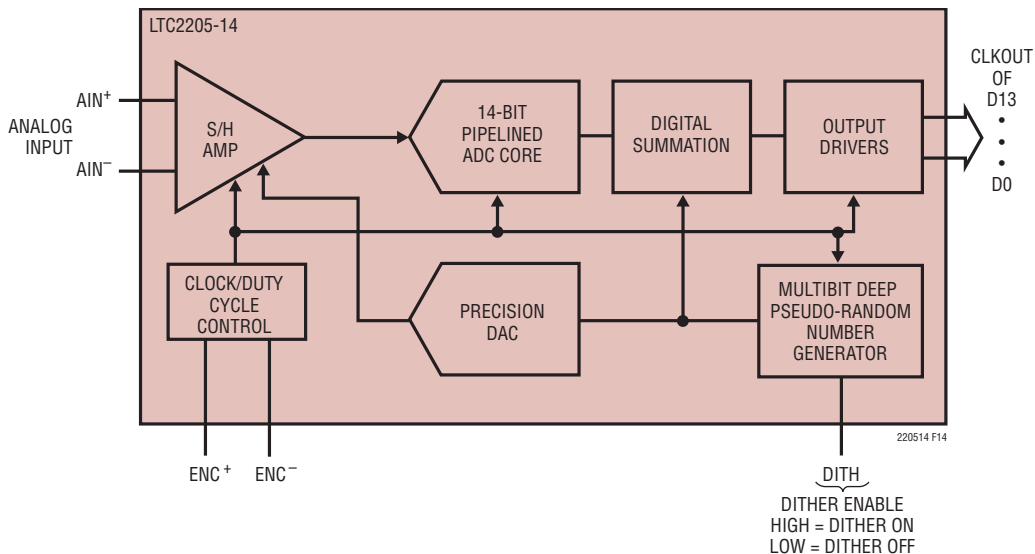 LTC2205-14
AIN+
ANALOG
INPUT
AIN−
S/H
AMP
14-BIT
PIPELINED
ADC CORE
DIGITAL
SUMMATION
OUTPUT
DRIVERS
CLKOUT
OF
D13
•
•
•
D0
CLOCK/DUTY
CYCLE
CONTROL
PRECISION
DAC
MULTIBIT DEEP
PSEUDO-RANDOM
NUMBER
GENERATOR
220514 F14
ENC+ ENC−
DITH
DITHER ENABLE
HIGH = DITHER ON
LOW = DITHER OFF